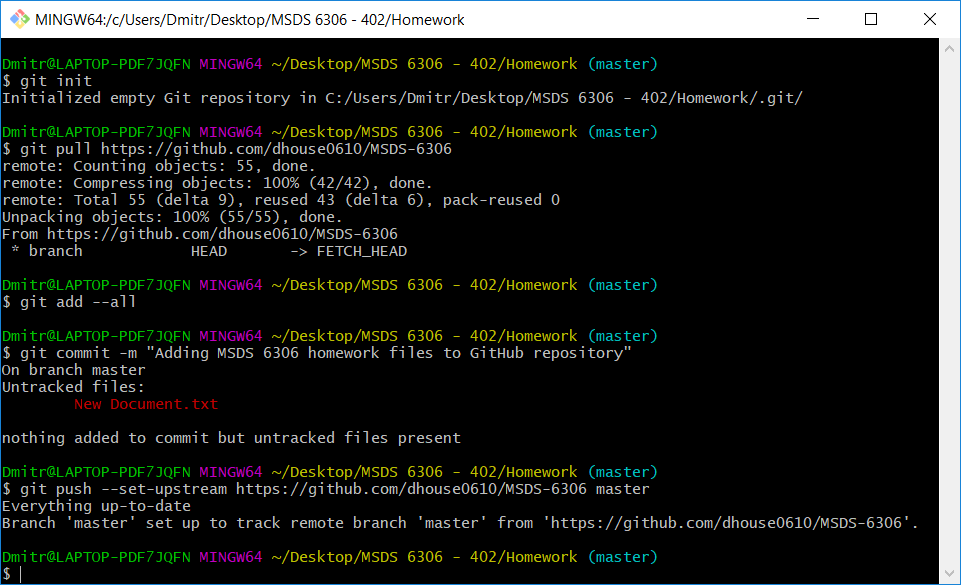 MINGW64:/c/Users/Dmitr/Desktop/MSDS 6306 - 402/Homework
Dmitr@LAPTOP-PDF7JQFN MINGW64 ~/Desktop/MSDS 6306 - 402/Homework (master)
$ git init
Initialized empty Git repository in C:/Users/Dmitr/Desktop/MSDS 6306 - 402/Homework/.git/
Dmitr@LAPTOP-PDF7JQFN MINGW64 ~/Desktop/MSDS 6306 - 402/Homework (master)
$ git pull https://github.com/dhouse0610/MSDS-6306
remote: Counting objects: 55, done.
remote: Compressing objects: 100% (42/42), done.
remote: Total 55 (delta 9), reused 43 (delta 6), pack-reused 0
Unpacking objects: 100% (55/55), done.
From https://github.com/dhouse0610/MSDS-6306
 * branch            HEAD       -> FETCH_HEAD
Dmitr@LAPTOP-PDF7JQFN MINGW64 ~/Desktop/MSDS 6306 - 402/Homework (master)
$ git add --all
Dmitr@LAPTOP-PDF7JQFN MINGW64 ~/Desktop/MSDS 6306 - 402/Homework (master)
$ git commit -m "Adding MSDS 6306 homework files to GitHub repository"
On branch master
Untracked files:
        New Document.txt
nothing added to commit but untracked files present
Dmitr@LAPTOP-PDF7JQFN MINGW64 ~/Desktop/MSDS 6306 - 402/Homework (master)
$ git push --set-upstream https://github.com/dhouse0610/MSDS-6306 master
Everything up-to-date
Branch 'master' set up to track remote branch 'master' from 'https://github.com/dhouse0610/MSDS-6306'.
Dmitr@LAPTOP-PDF7JQFN MINGW64 ~/Desktop/MSDS 6306 - 402/Homework (master)
$